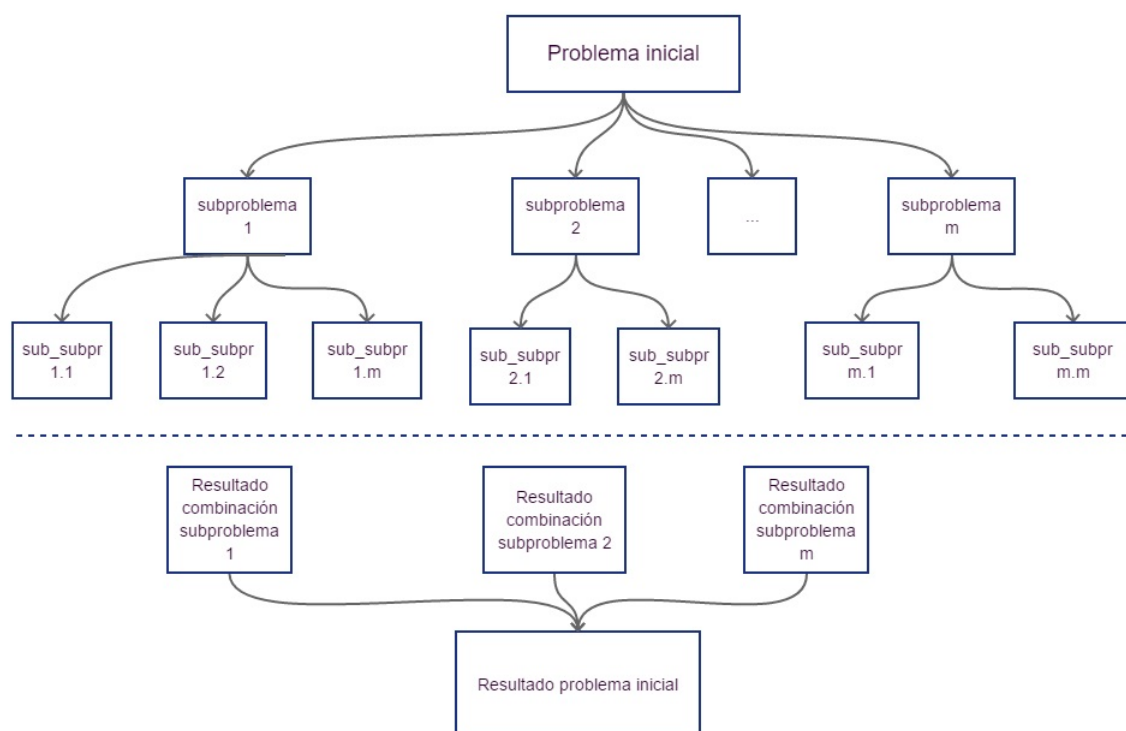 Problema inicial
subproblema
1
subproblema
2
...
subproblema
m
sub_subpr
1.1
sub_subpr
1.2
sub_subpr
1.m
sub_subpr
2.1
sub_subpr
2.m
sub_subpr
m.1
sub_subpr
m.m
Resultado
combinación
subproblema
1
Resultado
combinación
subproblema 2
Resultado
combinación
subproblema
m
Resultado problema inicial